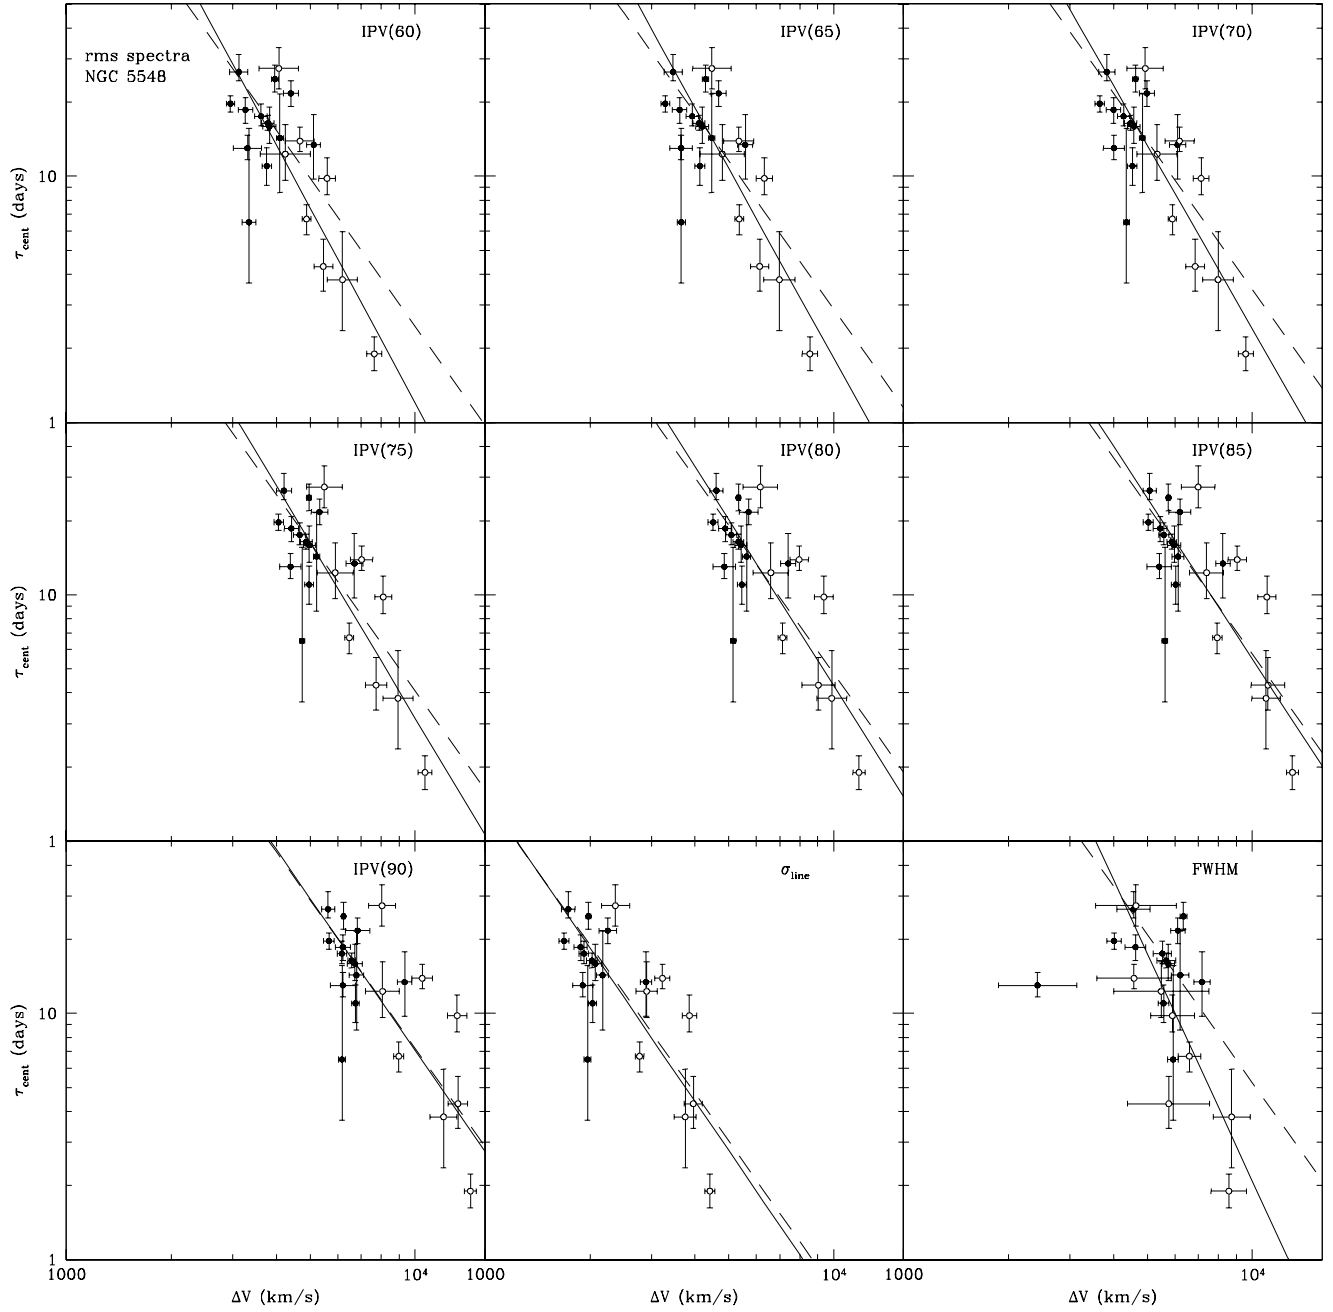 IPV(60)
IPV(65)
IPV(70)
rms spectra
NGC 5548
10
τcent (days)
1
IPV(75)
IPV(80)
IPV(85)
10
τcent (days)
1
IPV(90)
σline
FWHM
10
τcent (days)
1
1000
10⁴
1000
10⁴
1000
10⁴
ΔV (km/s)
ΔV (km/s)
ΔV (km/s)